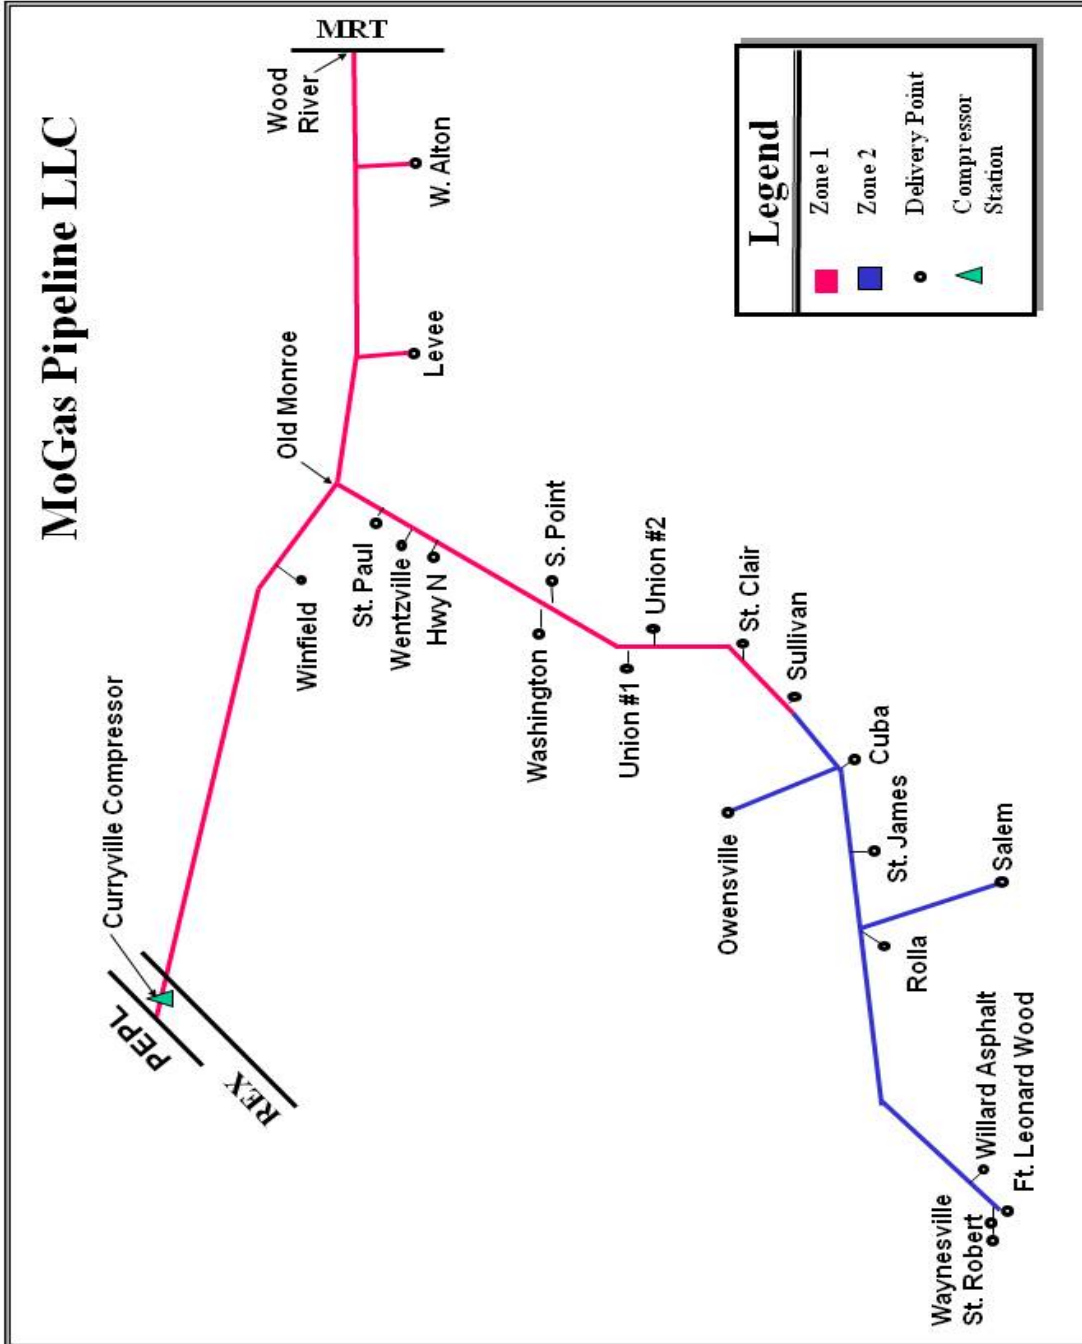 MoGas Pipeline LLC
PEPL
REX
Curryville Compressor
Winfield
Old Monroe
Wood
River
MRT
W. Alton
Levee
St. Paul
Wentzville
Hwy N
Washington
S. Point
Union #1
Union #2
St. Clair
Sullivan
Cuba
Owensville
St. James
Rolla
Salem
Willard Asphalt
Ft. Leonard Wood
Waynesville
St. Robert
Legend
Zone 1
Zone 2
Delivery Point
Compressor
Station